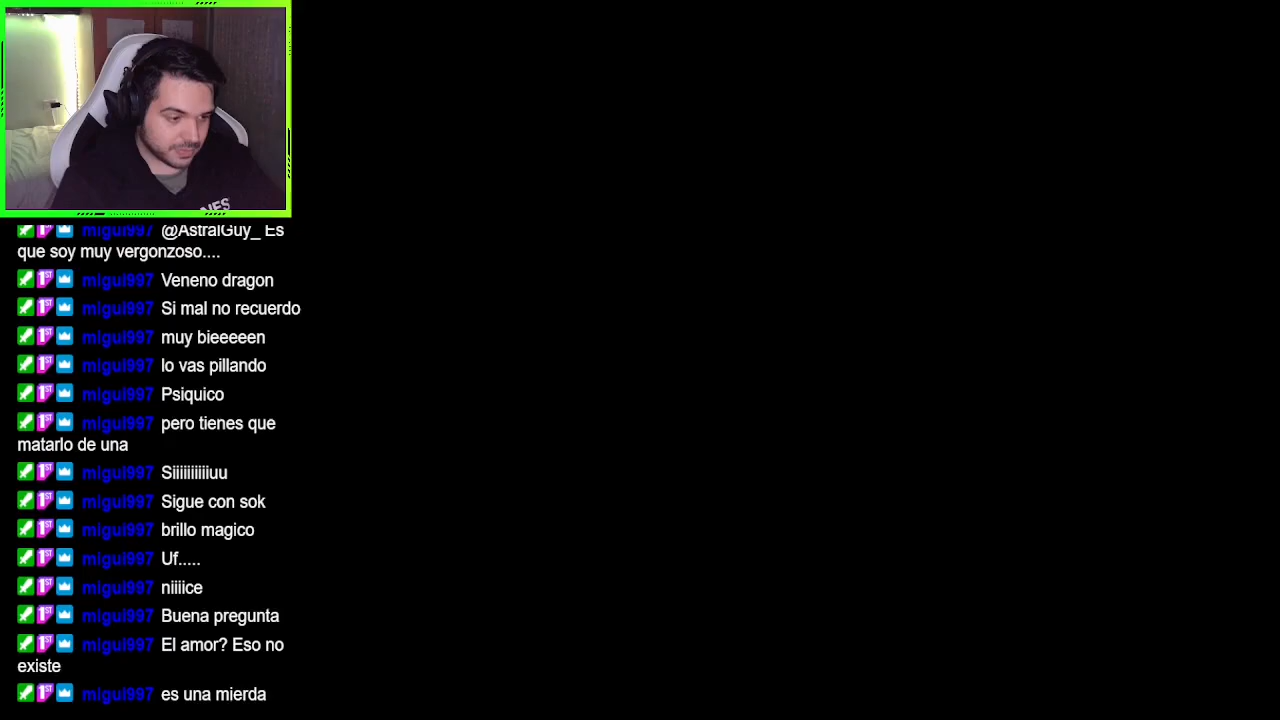 NES
migui997 @AstralGuy_ Es
que soy muy vergonzoso....
migui997 Veneno dragon
migui997 Si mal no recuerdo
migui997 muy bieeeeen
migui997 lo vas pillando
migui997 Psiquico
migui997 pero tienes que
matarlo de una
migui997 Siiiiiiiiiiuu
migui997 Sigue con sok
migui997 brillo magico
migui997 Uf.....
migui997 niiiice
migui997 Buena pregunta
migui997 El amor? Eso no
existe
migui997 es una mierda